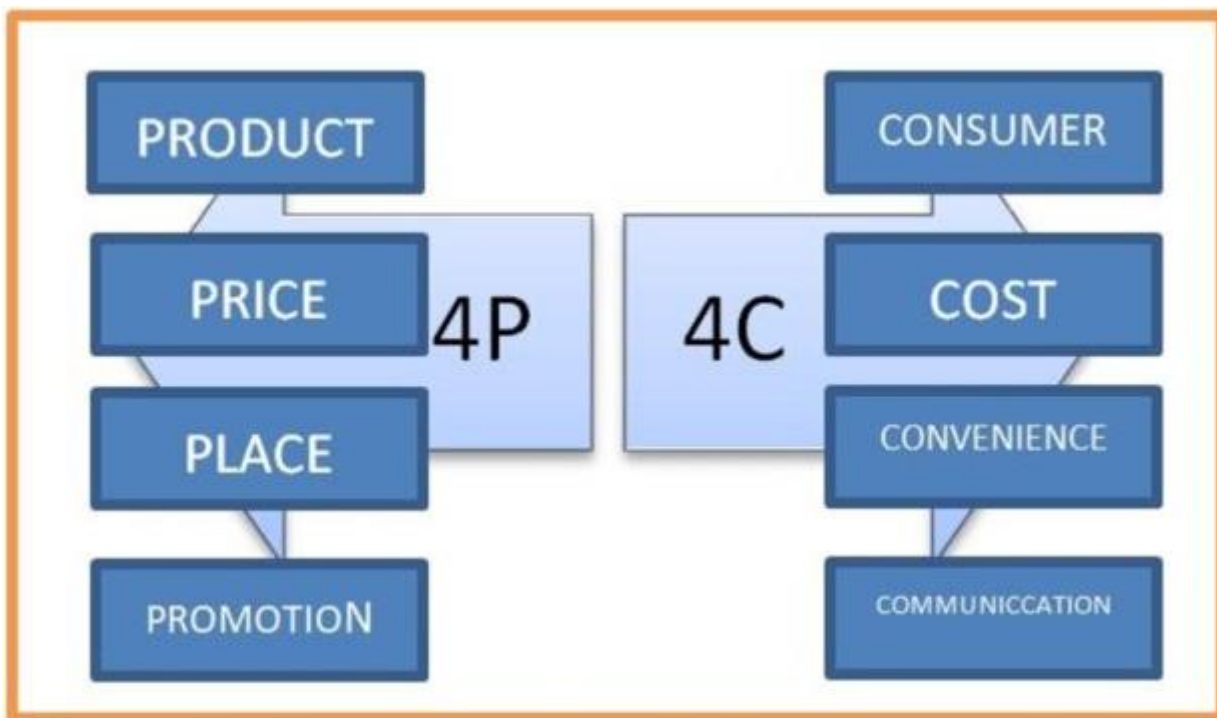 PRODUCT
PRICE
PLACE
PROMOTION
4P
4C
CONSUMER
COST
CONVENIENCE
COMMUNICCATION